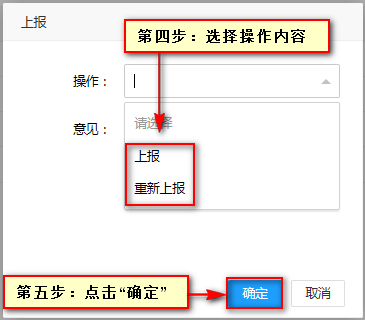 上报
第四步：选择操作内容
操作：
意见：
请选择
上报
重新上报
第五步：点击“确定”
确定
取消